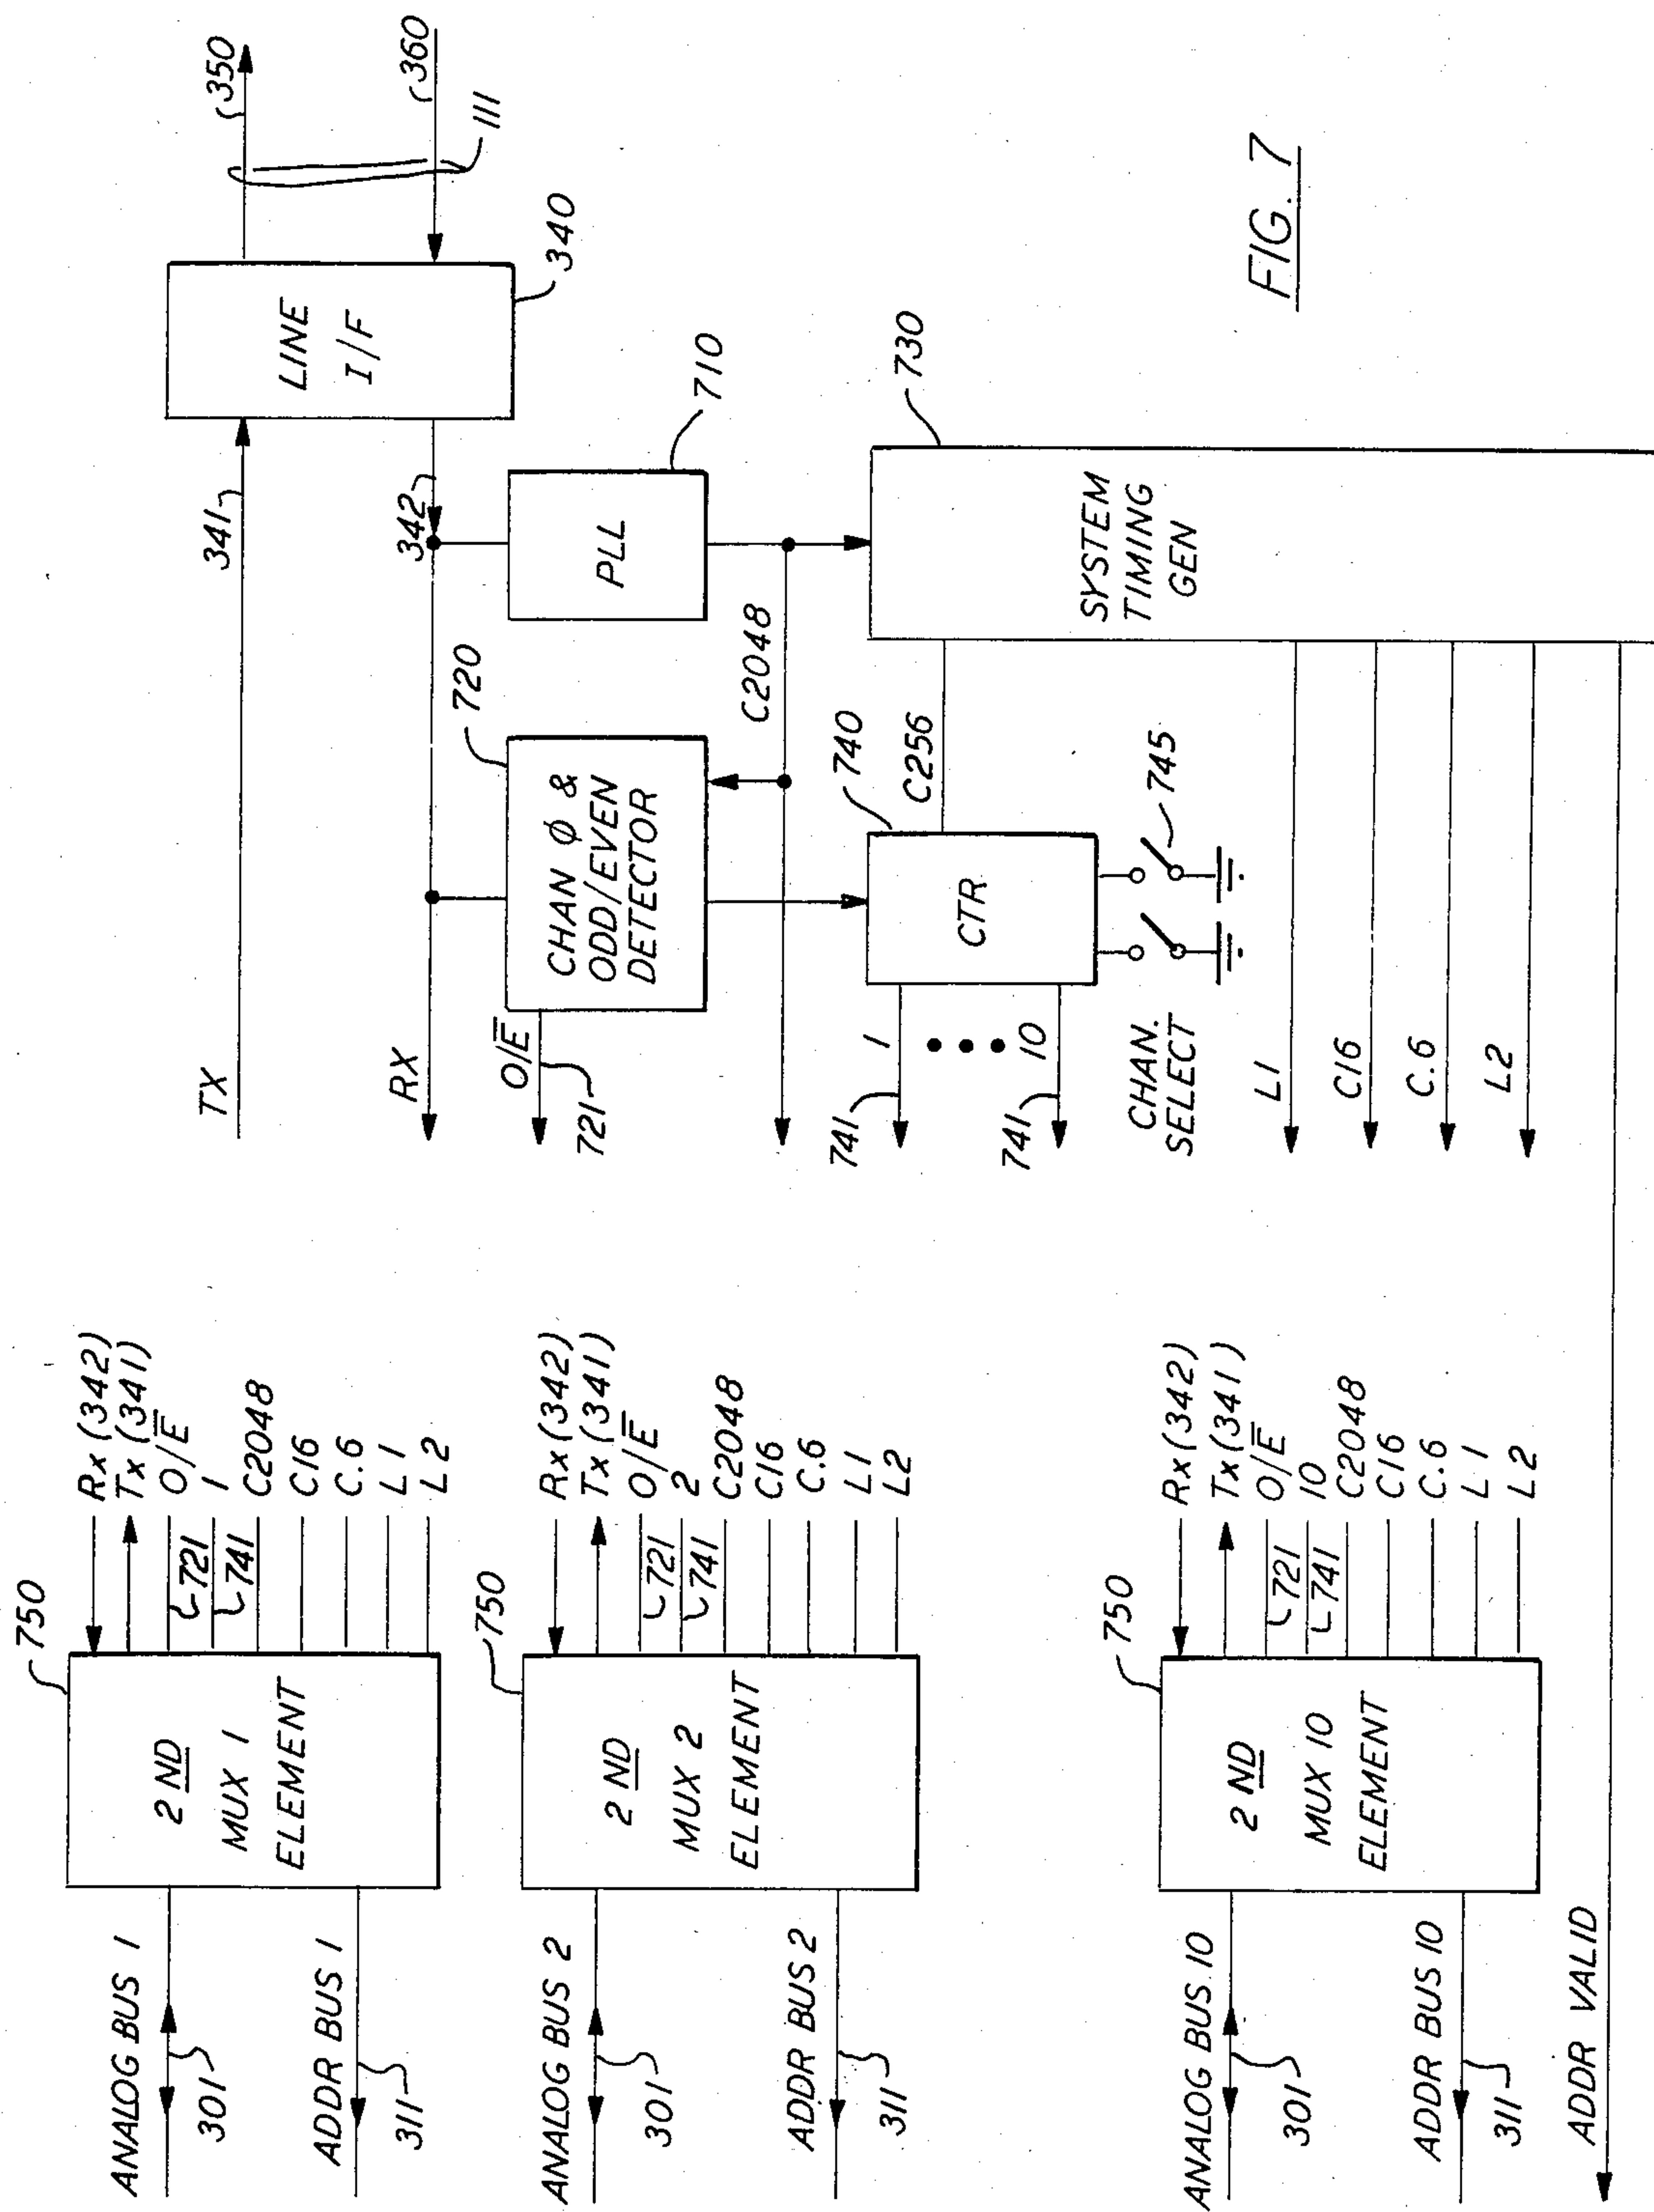 ANALOG BUS 1
301
ADDR BUS 1
311
750
2 ND
MUX 1
ELEMENT
Rx (342)
Tx (341)
O/E̅
1
C2048
C16
C.6
L1
L2
721
741
ANALOG BUS 2
301
ADDR BUS 2
311
750
2 ND
MUX 2
ELEMENT
Rx (342)
Tx (341)
O/E̅
2
C2048
C16
C.6
L1
L2
721
741
ANALOG BUS 10
301
ADDR BUS 10
311
750
2 ND
MUX 10
ELEMENT
Rx (342)
Tx (341)
O/E̅
10
C2048
C16
C.6
L1
L2
721
741
ADDR VALID
TX
341
RX
342
LINE
I/F
340
350
360
111
O/E̅
721
CHAN φ &
ODD/EVEN
DETECTOR
720
PLL
710
C2048
741
1
741
10
CTR
740
C256
CHAN.
SELECT
745
SYSTEM
TIMING
GEN
730
L1
C16
C.6
L2
FIG. 7